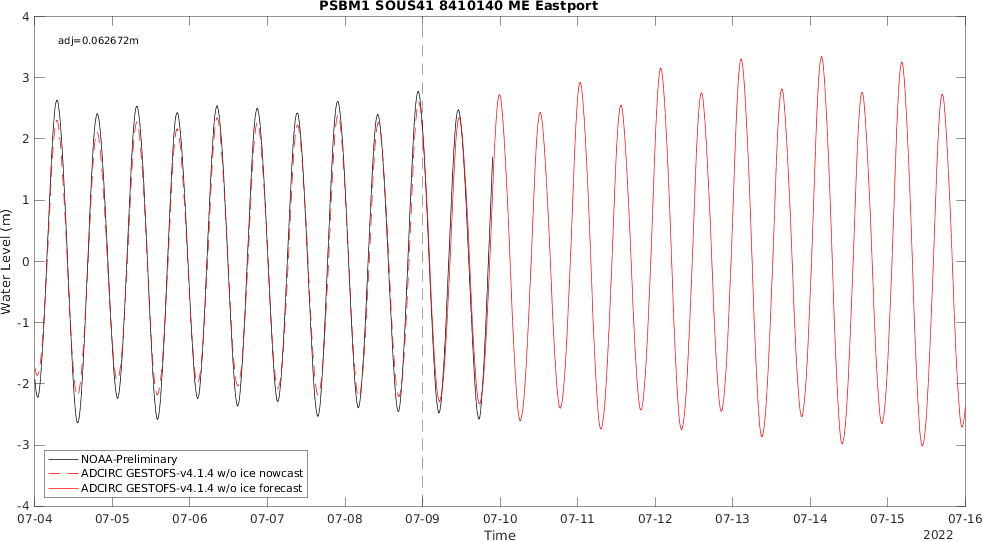 PSBM1 SOUS41 8410140 ME Eastport
adj=0.062672m
4
3
2
1
0
-1
-2
-3
-4
Water Level (m)
NOAA-Preliminary
ADCIRC GESTOFS-v4.1.4 w/o ice nowcast
ADCIRC GESTOFS-v4.1.4 w/o ice forecast
07-04 07-05 07-06 07-07 07-08 07-09 07-10 07-11 07-12 07-13 07-14 07-15 07-16
Time
2022